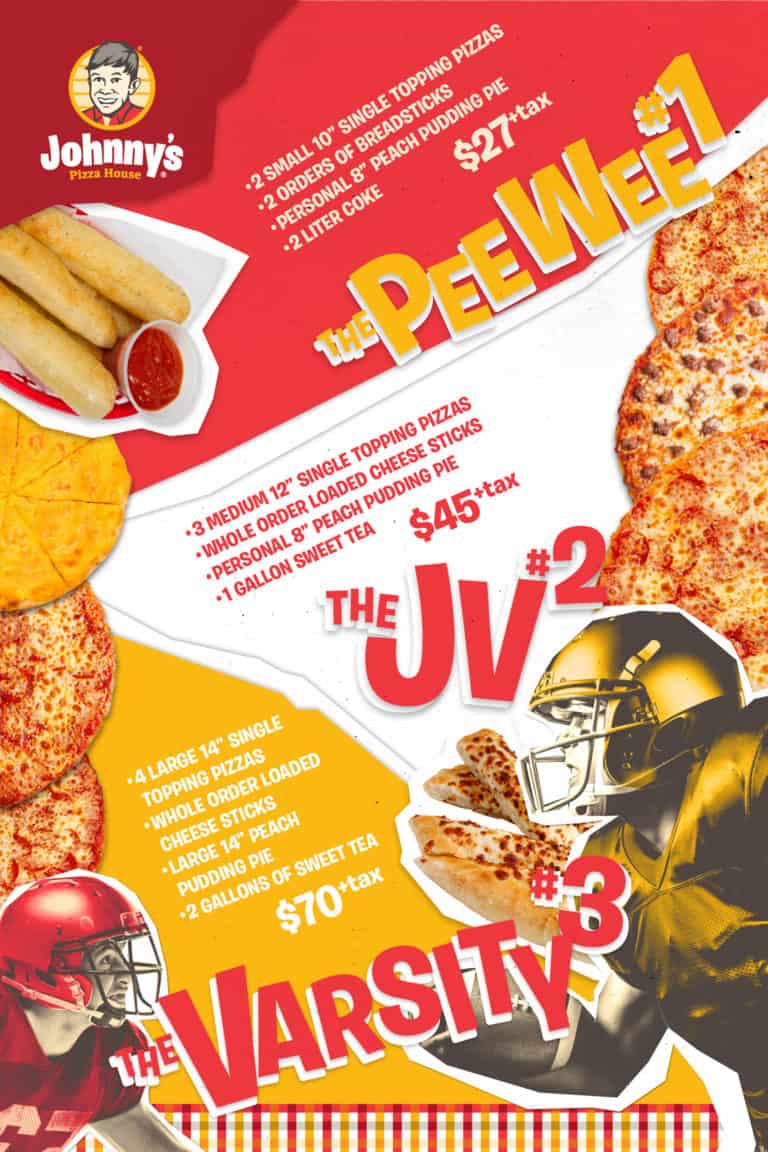 Johnny's
Pizza House®
•2 SMALL 10" SINGLE TOPPING PIZZAS
•2 ORDERS OF BREADSTICKS
•PERSONAL 8" PEACH PUDDING PIE
•2 LITER COKE
$27+tax
THE PEEWEE #1
•3 MEDIUM 12" SINGLE TOPPING PIZZAS
•WHOLE ORDER LOADED CHEESE STICKS
•PERSONAL 8" PEACH PUDDING PIE
•1 GALLON SWEET TEA
$45+tax
THE JV #2
•4 LARGE 14" SINGLE
TOPPING PIZZAS
•WHOLE ORDER LOADED
CHEESE STICKS
•LARGE 14" PEACH
PUDDING PIE
•2 GALLONS OF SWEET TEA
$70+tax
THE VARSITY #3